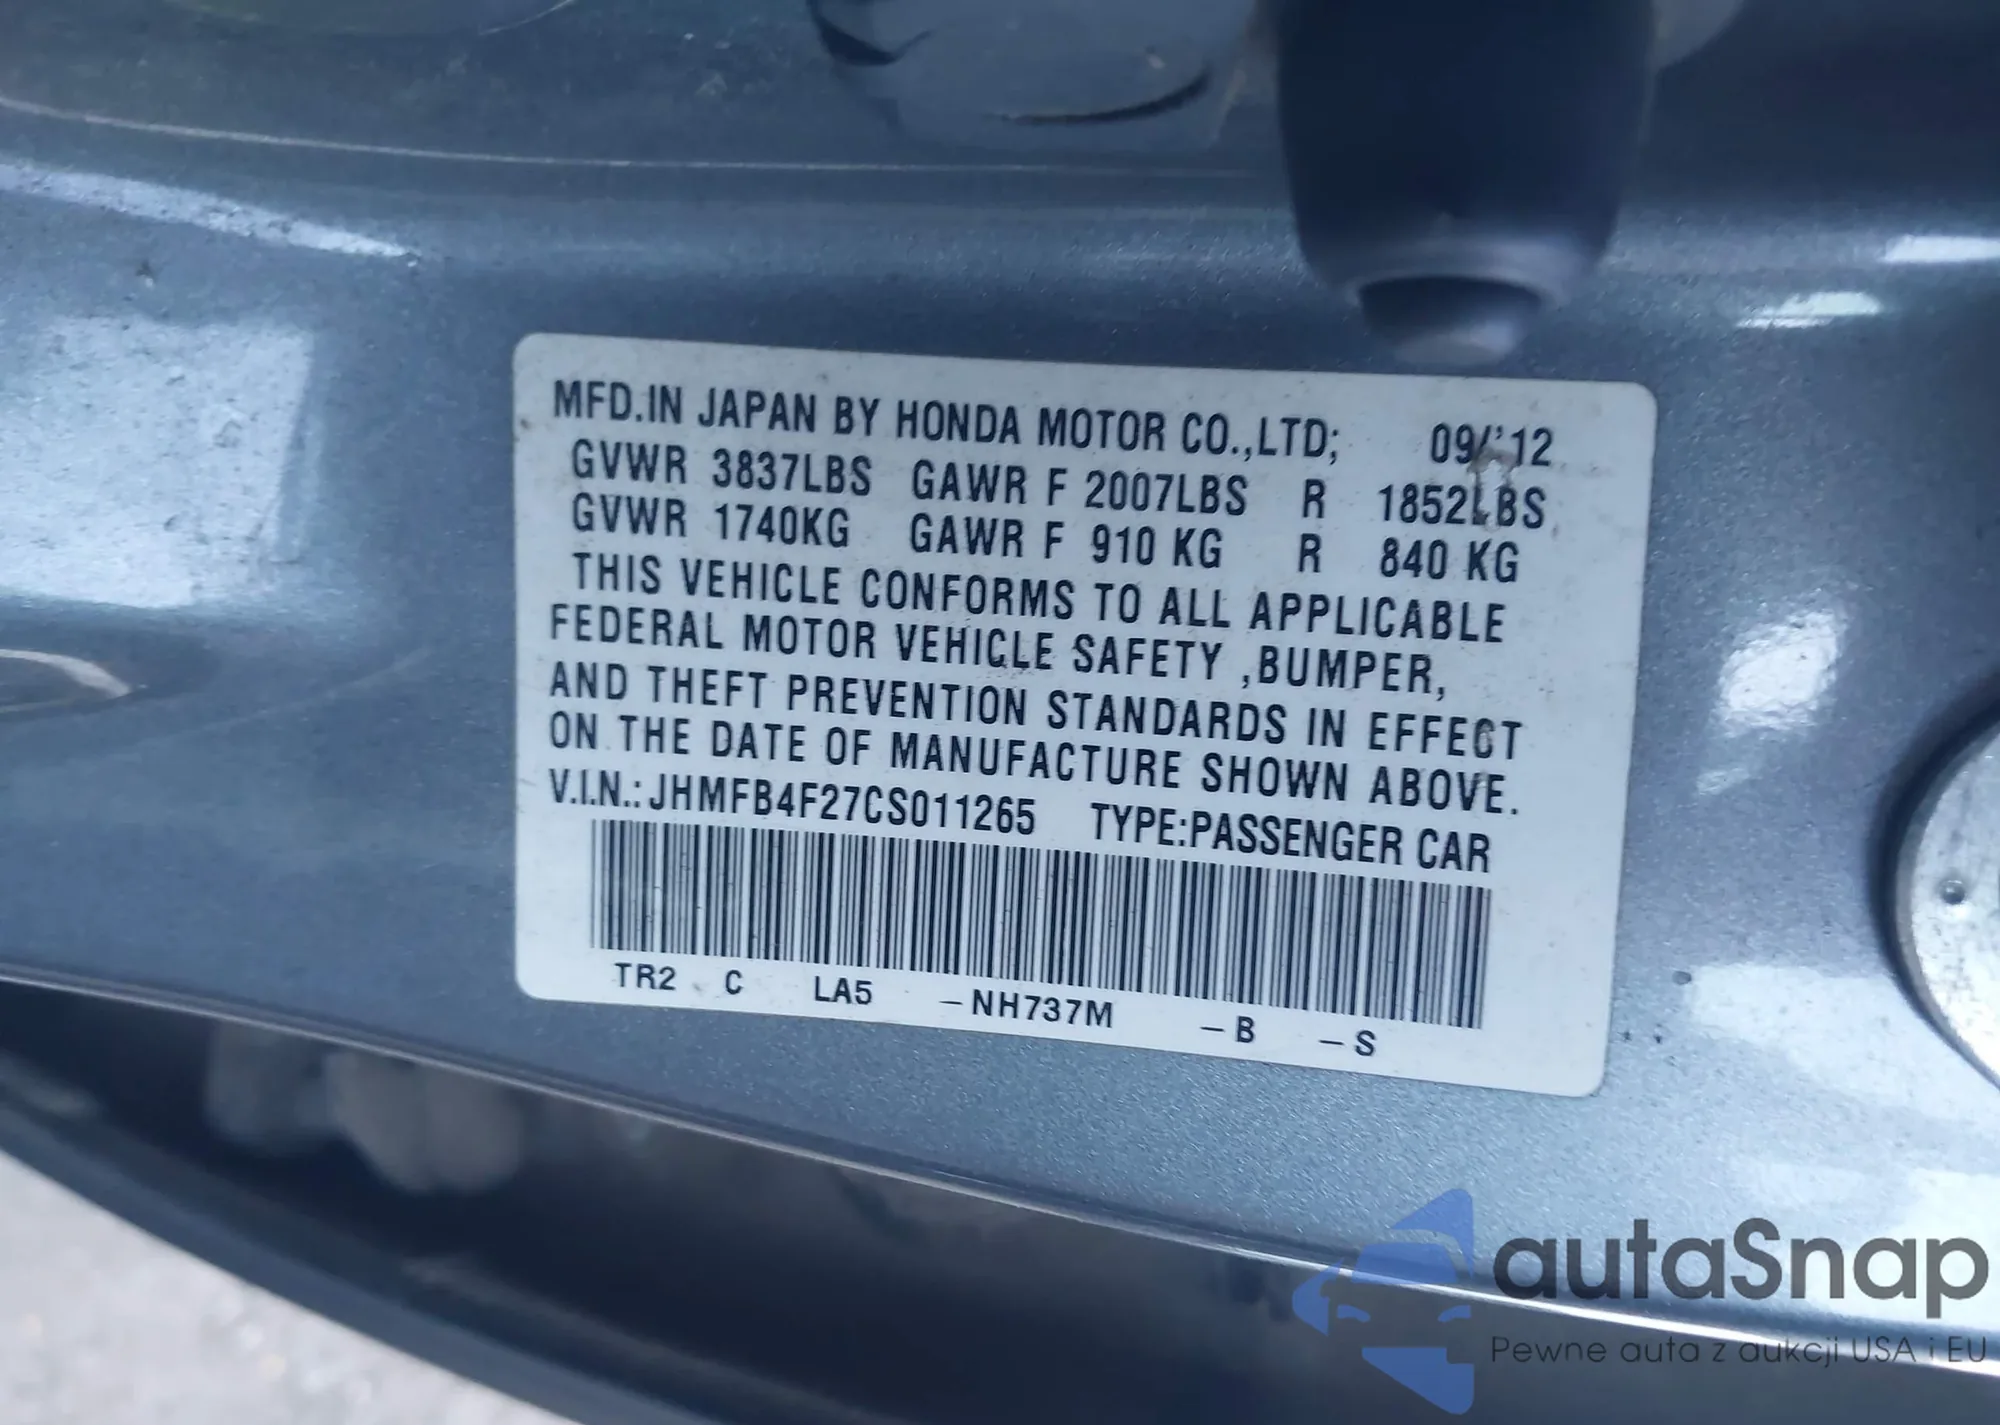 MFD.IN JAPAN BY HONDA MOTOR CO.,LTD; 09/'12
GVWR 3837LBS GAWR F 2007LBS R 1852LBS
GVWR 1740KG GAWR F 910 KG R 840 KG
THIS VEHICLE CONFORMS TO ALL APPLICABLE
FEDERAL MOTOR VEHICLE SAFETY ,BUMPER,
AND THEFT PREVENTION STANDARDS IN EFFECT
ON THE DATE OF MANUFACTURE SHOWN ABOVE.
V.I.N.: JHMFB4F27CS011265 TYPE:PASSENGER CAR
TR2 C LA5 -NH737M -B -S
autaSnap
Pewne auta z aukcji USA i EU